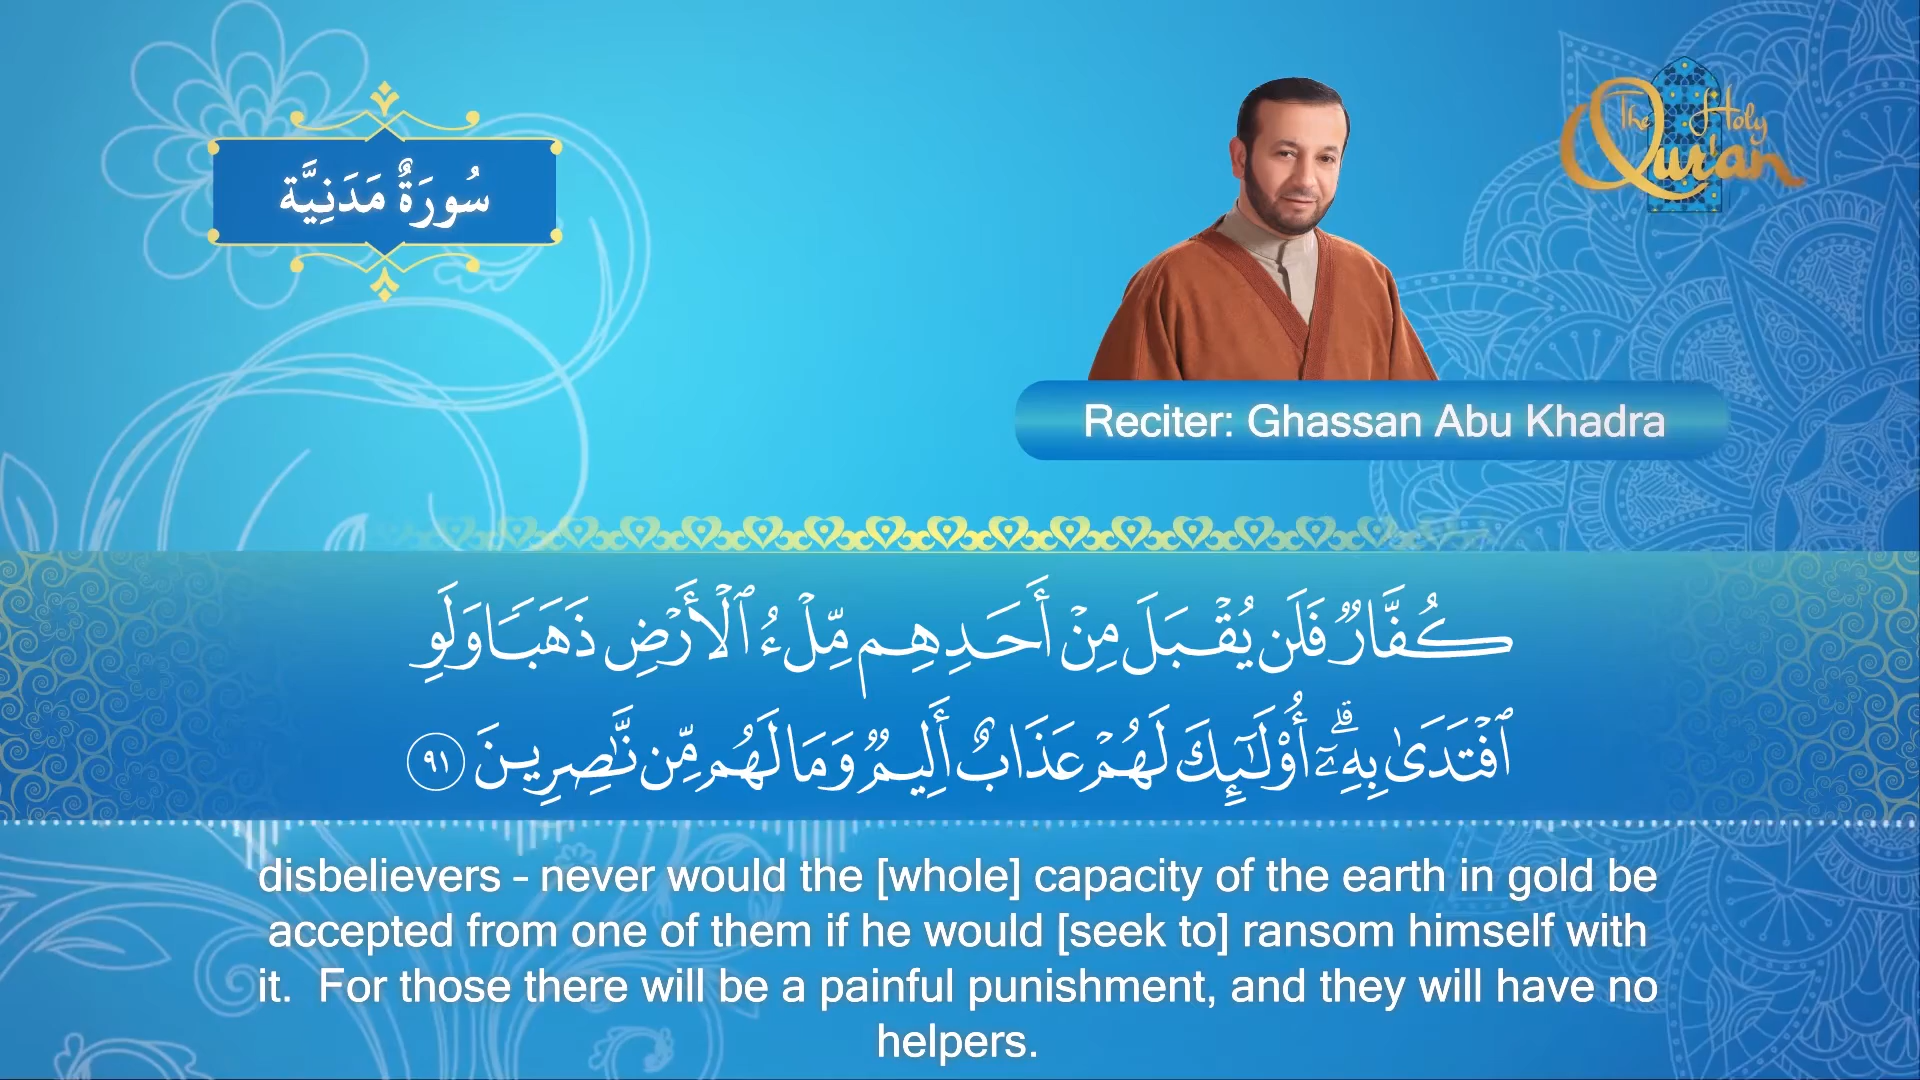 سُورَةٌ مَدَنِيَّة
The Holy
Qur'an
Reciter: Ghassan Abu Khadra
كُفَّارٌ فَلَن يُقْبَلَ مِنْ أَحَدِهِم مِّلْءُ ٱلْأَرْضِ ذَهَبًا وَلَوِ
ٱفْتَدَىٰ بِهِۦٓ ۗ أُو۟لَـٰٓئِكَ لَهُمْ عَذَابٌ أَلِيمٌ وَمَا لَهُم مِّن نَّـٰصِرِينَ ٩١
disbelievers - never would the [whole] capacity of the earth in gold be
accepted from one of them if he would [seek to] ransom himself with
it.  For those there will be a painful punishment, and they will have no
helpers.